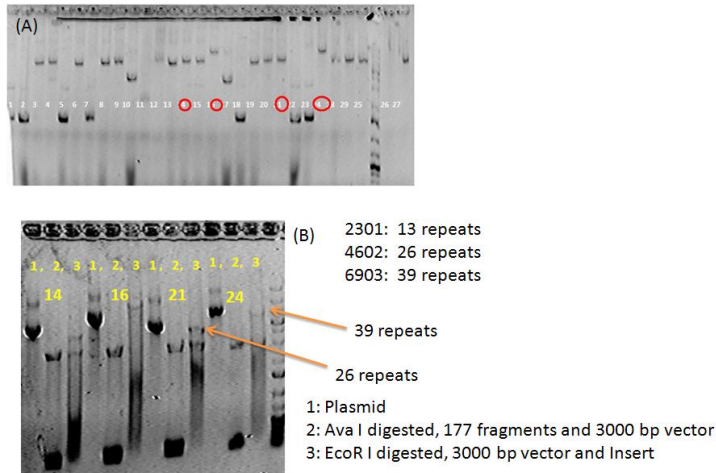 (A)
1 2 3 4 6 5 7 8 9 10 11 12 13 15 7 18 19 20 2 23 29 25 26 27
(B)
2301: 13 repeats
4602: 26 repeats
6903: 39 repeats
1, 2, 3 1, 2, 3 1, 2, 3 1, 2, 3
14 16 21 24
39 repeats
26 repeats
1: Plasmid
2: Ava I digested, 177 fragments and 3000 bp vector
3: EcoR I digested, 3000 bp vector and Insert